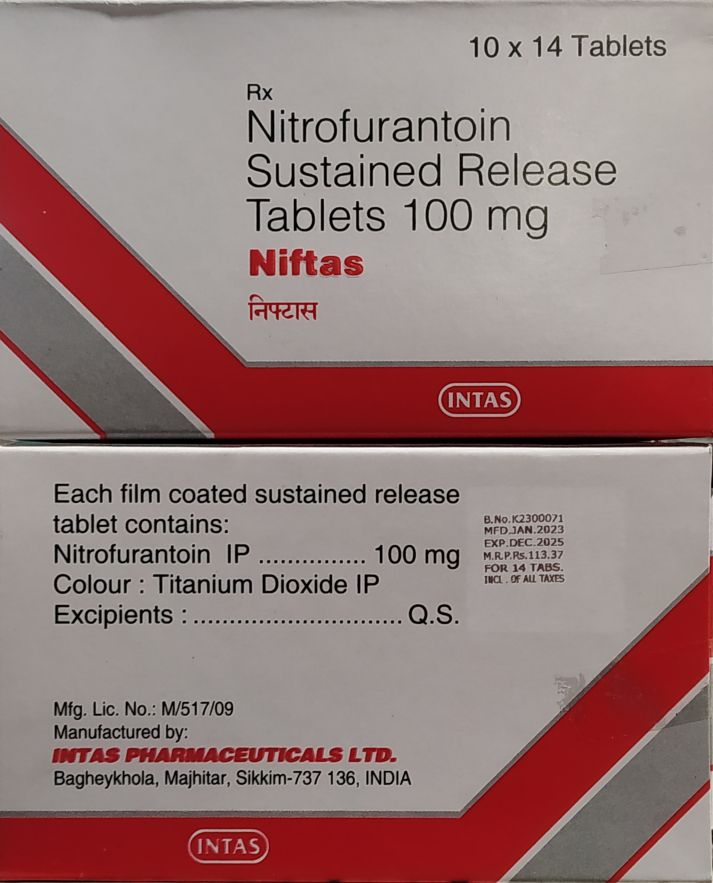 10 x 14 Tablets
Rx
Nitrofurantoin
Sustained Release
Tablets 100 mg
Niftas
निफ्टास
INTAS
Each film coated sustained release
tablet contains:
Nitrofurantoin IP ............... 100 mg
Colour : Titanium Dioxide IP
Excipients : ............................ Q.S.
B.No.K2300071
MFD.JAN.2023
EXP.DEC.2025
M.R.P.Rs.113.37
FOR 14 TABS.
INCL . OF ALL TAXES
Mfg. Lic. No.: M/517/09
Manufactured by:
INTAS PHARMACEUTICALS LTD.
Bagheykhola, Majhitar, Sikkim-737 136, INDIA
INTAS